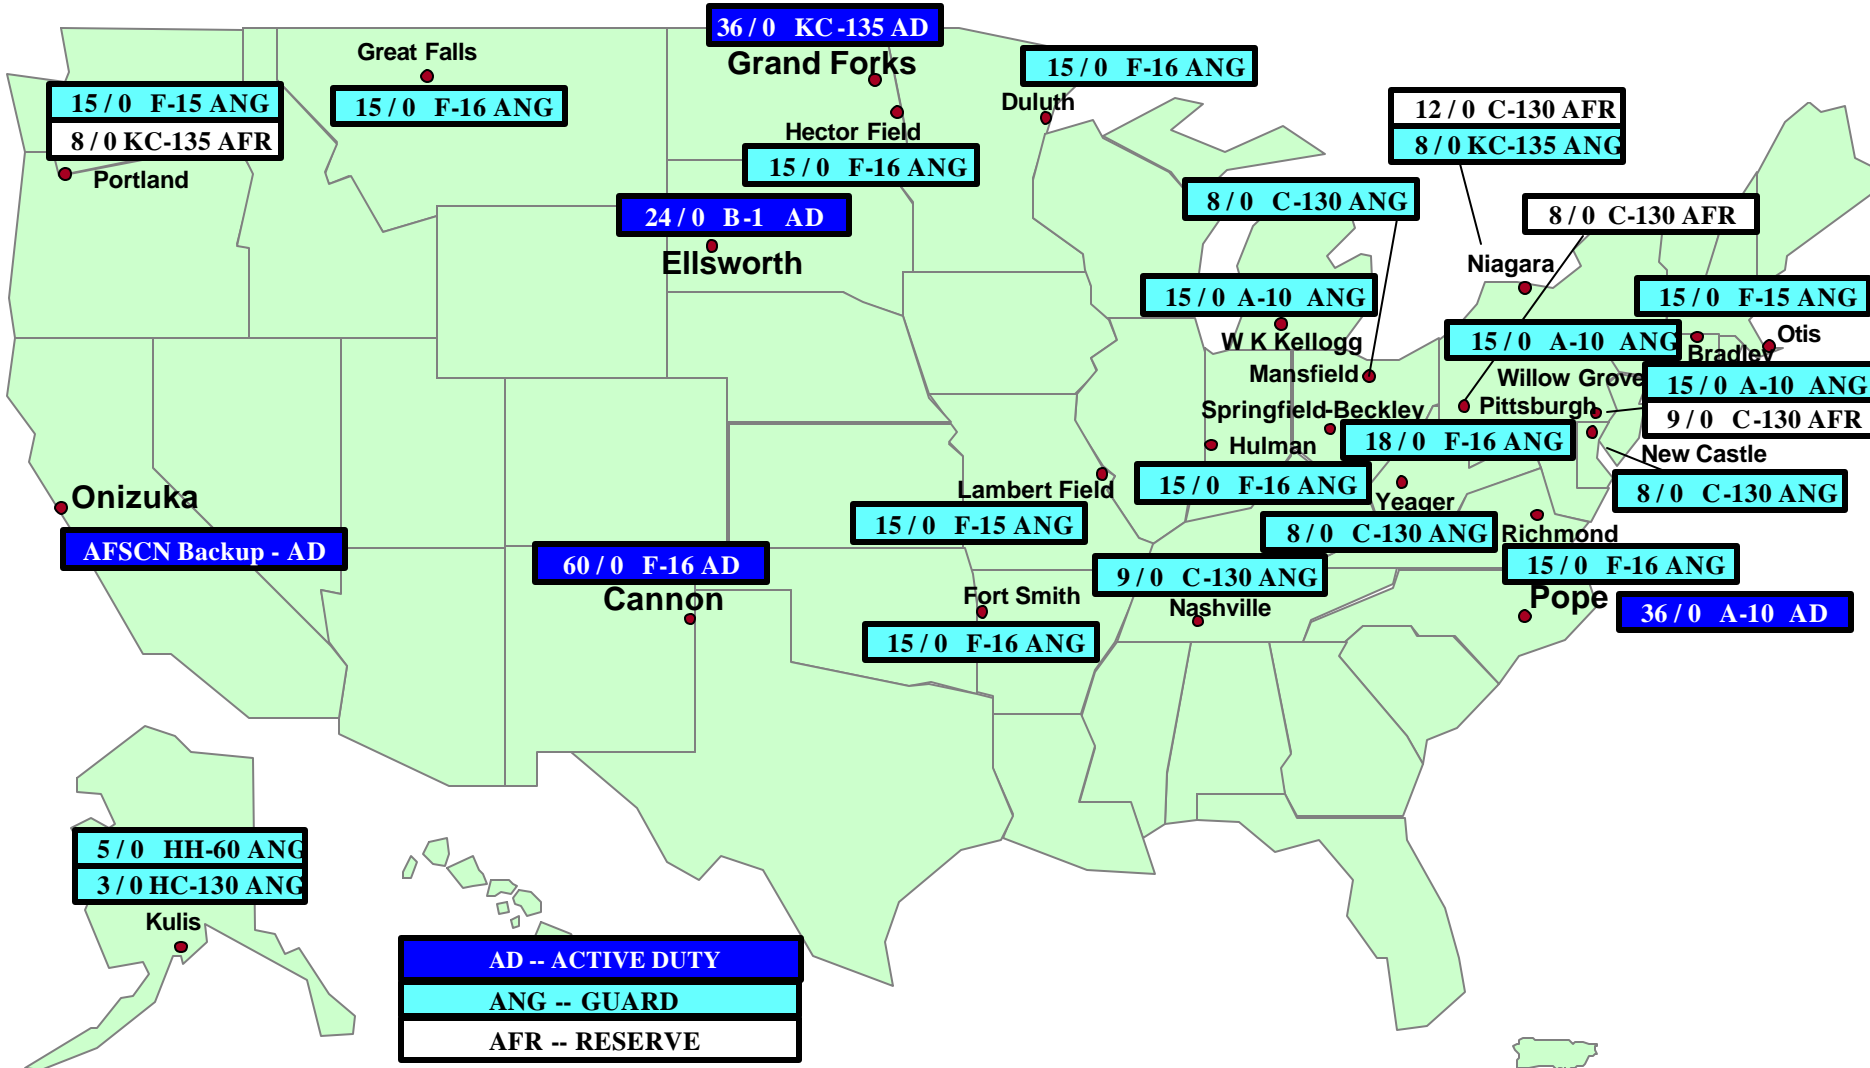 36 / 0 KC-135 AD
Grand Forks
Great Falls
15 / 0 F-16 ANG
15 / 0 F-15 ANG
8 / 0 KC-135 AFR
Portland
Hector Field
15 / 0 F-16 ANG
15 / 0 F-16 ANG
Duluth
24 / 0 B-1 AD
Ellsworth
12 / 0 C-130 AFR
8 / 0 KC-135 ANG
Niagara
8 / 0 C-130 ANG
8 / 0 C-130 AFR
15 / 0 A-10 ANG
W K Kellogg
Mansfield
15 / 0 F-15 ANG
Otis
15 / 0 A-10 ANG
Bradley
Willow Grove
15 / 0 A-10 ANG
9 / 0 C-130 AFR
Pittsburgh
Springfield-Beckley
18 / 0 F-16 ANG
Hulman
15 / 0 F-16 ANG
New Castle
8 / 0 C-130 ANG
Lambert Field
15 / 0 F-15 ANG
Yeager
8 / 0 C-130 ANG
Richmond
15 / 0 F-16 ANG
Onizuka
AFSCN Backup - AD
60 / 0 F-16 AD
Cannon
9 / 0 C-130 ANG
Nashville
Fort Smith
15 / 0 F-16 ANG
Pope
36 / 0 A-10 AD
5 / 0 HH-60 ANG
3 / 0 HC-130 ANG
Kulis
AD -- ACTIVE DUTY
ANG -- GUARD
AFR -- RESERVE